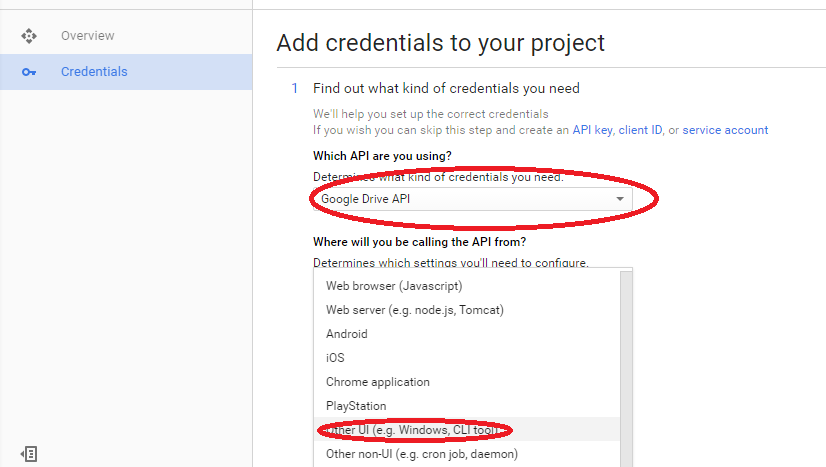 Overview
Credentials
Add credentials to your project
1 Find out what kind of credentials you need
We'll help you set up the correct credentials
If you wish you can skip this step and create an API key, client ID, or service account
Which API are you using?
Determines what kind of credentials you need.
Google Drive API
Where will you be calling the API from?
Determines which settings you'll need to configure.
Web browser (Javascript)
Web server (e.g. node.js, Tomcat)
Android
iOS
Chrome application
PlayStation
Other UI (e.g. Windows, CLI tool)
Other non-UI (e.g. cron job, daemon)